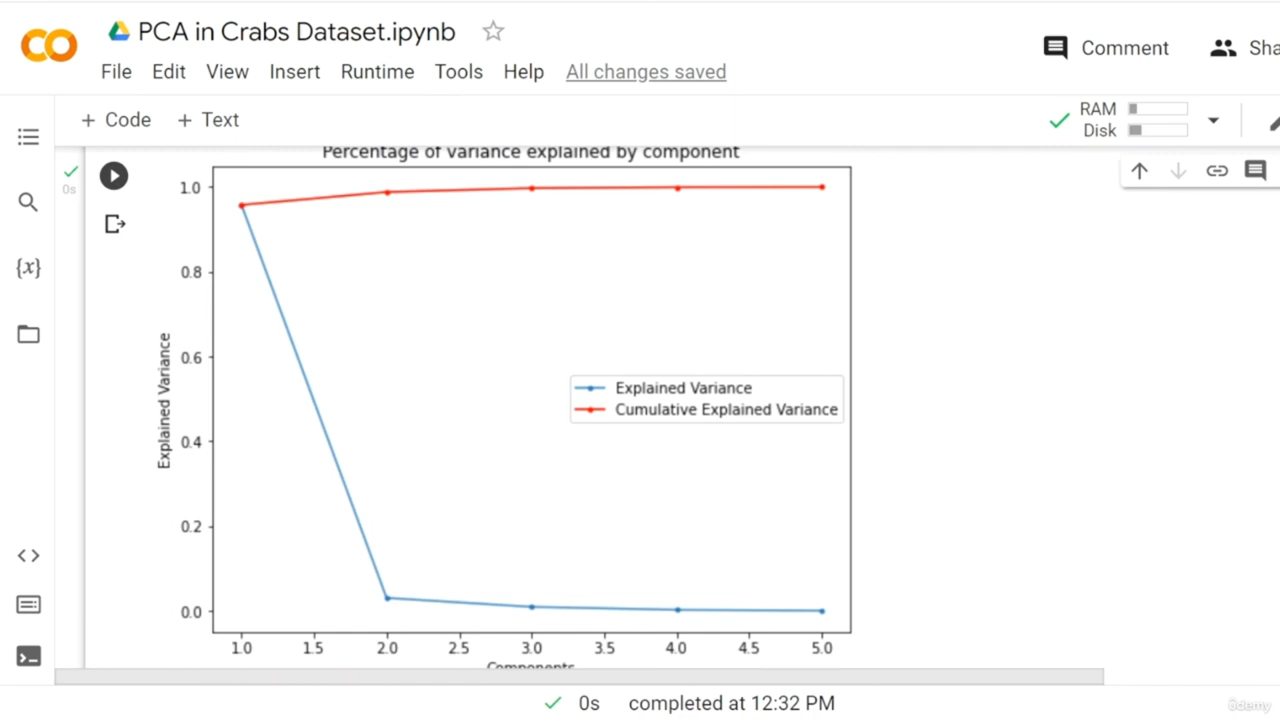 PCA in Crabs Dataset.ipynb
Comment
Sha
File Edit View Insert Runtime Tools Help All changes saved
+ Code + Text
RAM
Disk
0s
Percentage of variance explained by component
1.0
0.8
0.6
0.4
0.2
0.0
Explained Variance
Explained Variance
Cumulative Explained Variance
1.0 1.5 2.0 2.5 3.0 3.5 4.0 4.5 5.0
Components
{x}
0s completed at 12:32 PM
ûdemy